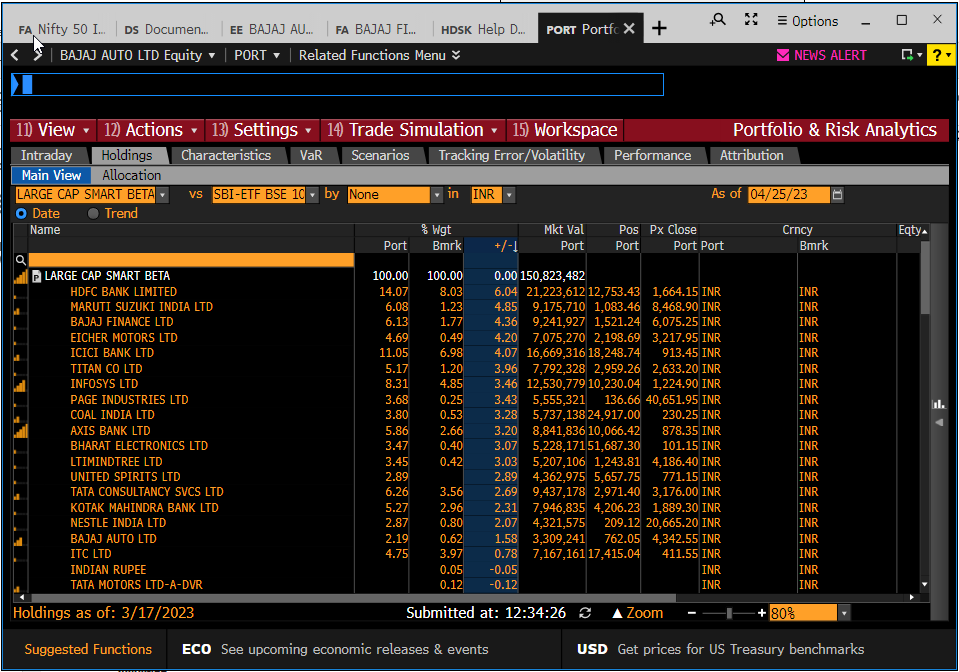 FA Nifty 50 I... DS Documen... EE BAJAJ AU... FA BAJAJ FI... HDSK Help D... PORT Portfo Options
BAJAJ AUTO LTD Equity PORT Related Functions Menu NEWS ALERT ?
11) View 12) Actions 13) Settings 14) Trade Simulation 15) Workspace Portfolio & Risk Analytics
Intraday Holdings Characteristics VaR Scenarios Tracking Error/Volatility Performance Attribution
Main View Allocation
LARGE CAP SMART BETA vs SBI-ETF BSE 10 by None in INR As of 04/25/23
Date Trend
Name % Wgt Mkt Val Pos Px Close Crncy Eqty
Port Bmrk +/- Port Port Port Port Bmrk
P LARGE CAP SMART BETA 100.00 100.00 0.00 150,823,482
HDFC BANK LIMITED 14.07 8.03 6.04 21,223,612 12,753.43 1,664.15 INR INR
MARUTI SUZUKI INDIA LTD 6.08 1.23 4.85 9,175,710 1,083.46 8,468.90 INR INR
BAJAJ FINANCE LTD 6.13 1.77 4.36 9,241,927 1,521.24 6,075.25 INR INR
EICHER MOTORS LTD 4.69 0.49 4.20 7,075,270 2,198.69 3,217.95 INR INR
ICICI BANK LTD 11.05 6.98 4.07 16,669,316 18,248.74 913.45 INR INR
TITAN CO LTD 5.17 1.20 3.96 7,792,328 2,959.26 2,633.20 INR INR
INFOSYS LTD 8.31 4.85 3.46 12,530,779 10,230.04 1,224.90 INR INR
PAGE INDUSTRIES LTD 3.68 0.25 3.43 5,555,321 136.66 40,651.95 INR INR
COAL INDIA LTD 3.80 0.53 3.28 5,737,138 24,917.00 230.25 INR INR
AXIS BANK LTD 5.86 2.66 3.20 8,841,836 10,066.42 878.35 INR INR
BHARAT ELECTRONICS LTD 3.47 0.40 3.07 5,228,171 51,687.30 101.15 INR INR
LTIMINDTREE LTD 3.45 0.42 3.03 5,207,106 1,243.81 4,186.40 INR INR
UNITED SPIRITS LTD 2.89 2.89 4,362,975 5,657.75 771.15 INR INR
TATA CONSULTANCY SVCS LTD 6.26 3.56 2.69 9,437,178 2,971.40 3,176.00 INR INR
KOTAK MAHINDRA BANK LTD 5.27 2.96 2.31 7,946,835 4,206.23 1,889.30 INR INR
NESTLE INDIA LTD 2.87 0.80 2.07 4,321,575 209.12 20,665.20 INR INR
BAJAJ AUTO LTD 2.19 0.62 1.58 3,309,241 762.05 4,342.55 INR INR
ITC LTD 4.75 3.97 0.78 7,167,161 17,415.04 411.55 INR INR
INDIAN RUPEE 0.05 -0.05 INR INR
TATA MOTORS LTD-A-DVR 0.12 -0.12 INR INR
Holdings as of: 3/17/2023 Submitted at: 12:34:26 Zoom - + 80%
Suggested Functions ECO See upcoming economic releases & events USD Get prices for US Treasury benchmarks